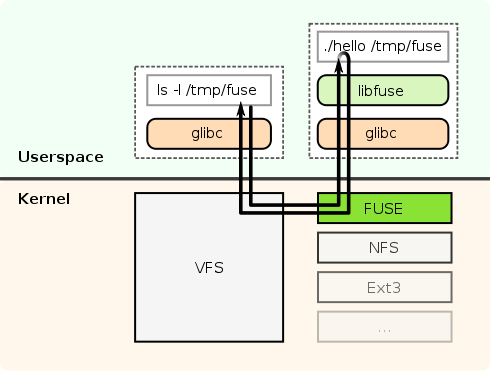 ./hello /tmp/fuse
ls -l /tmp/fuse
libfuse
glibc
glibc
Userspace
Kernel
FUSE
NFS
VFS
Ext3
...